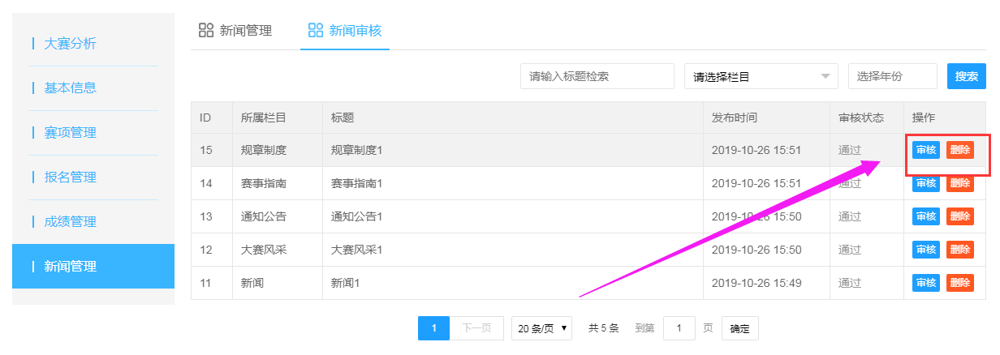 大赛分析
基本信息
赛项管理
报名管理
成绩管理
新闻管理
新闻管理 新闻审核
请输入标题检索 请选择栏目 选择年份 搜索
ID 所属栏目 标题 发布时间 审核状态 操作
15 规章制度 规章制度1 2019-10-26 15:51 通过 审核 删除
14 赛事指南 赛事指南1 2019-10-26 15:51 通过 审核 删除
13 通知公告 通知公告1 2019-10-26 15:50 通过 审核 删除
12 大赛风采 大赛风采1 2019-10-26 15:50 通过 审核 删除
11 新闻 新闻1 2019-10-26 15:49 通过 审核 删除
1 下一页 20 条/页 共 5 条 到第 1 页 确定